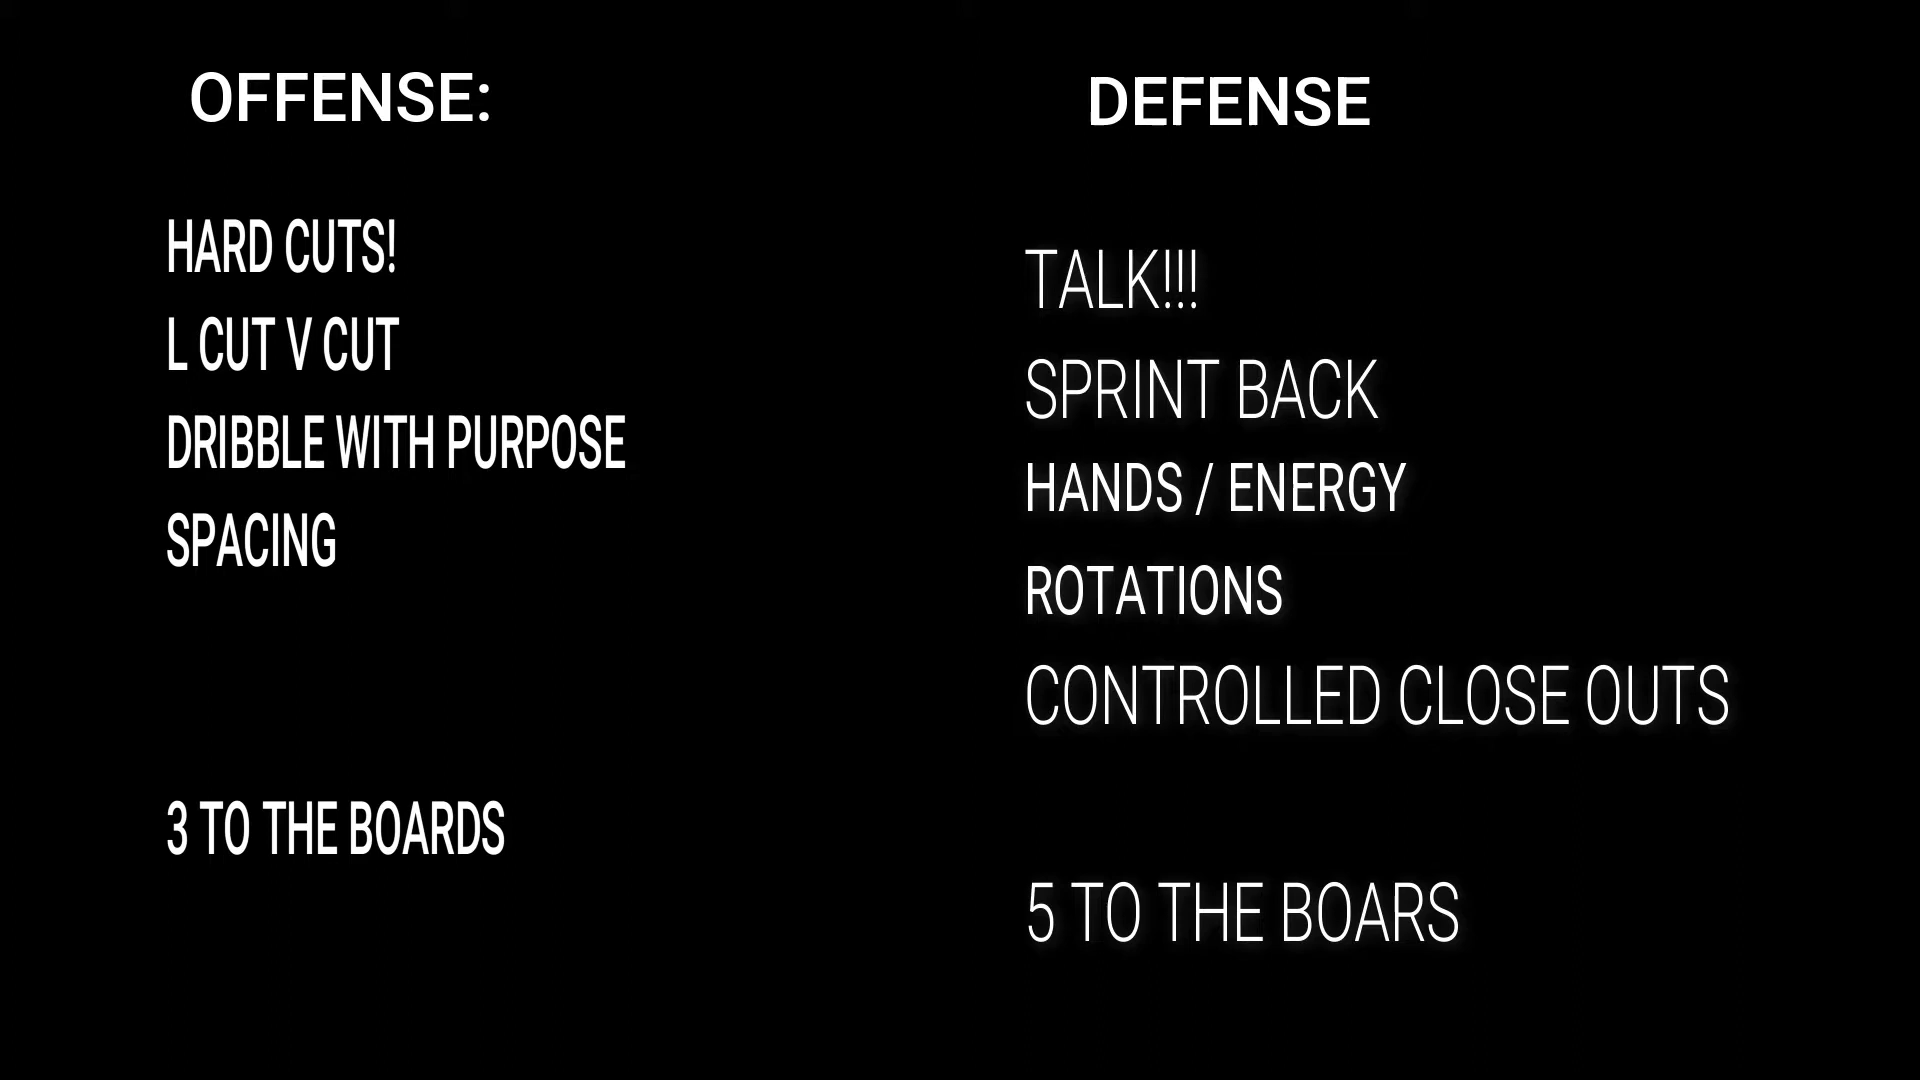 OFFENSE:
HARD CUTS!
L CUT V CUT
DRIBBLE WITH PURPOSE
SPACING
3 TO THE BOARDS
DEFENSE
TALK!!!
SPRINT BACK
HANDS / ENERGY
ROTATIONS
CONTROLLED CLOSE OUTS
5 TO THE BOARS